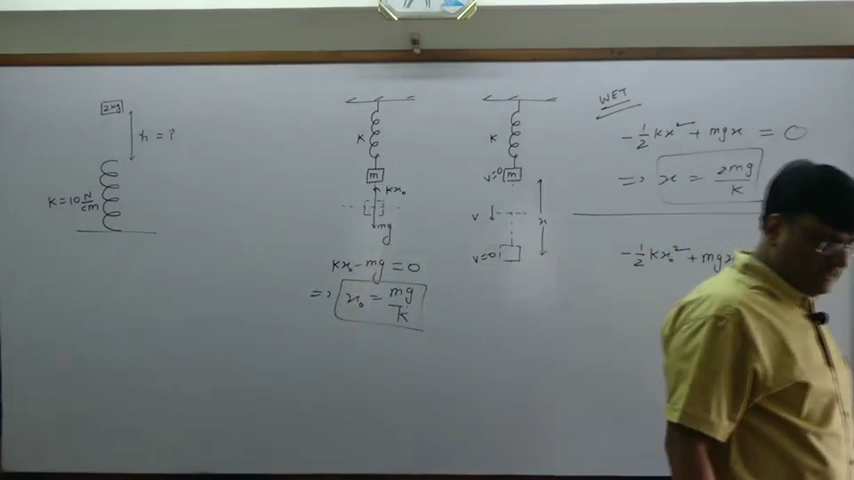 2kg
h = ?
K = 10 N/cm
K
m
kx₀
mg
kx₀ - mg = 0
=> x₀ = mg/k
K
v=0
m
v
x
v=0
WET
-1/2 kx² + mgx = 0
=> x = 2mg/k
-1/2 kx₀² + mgx